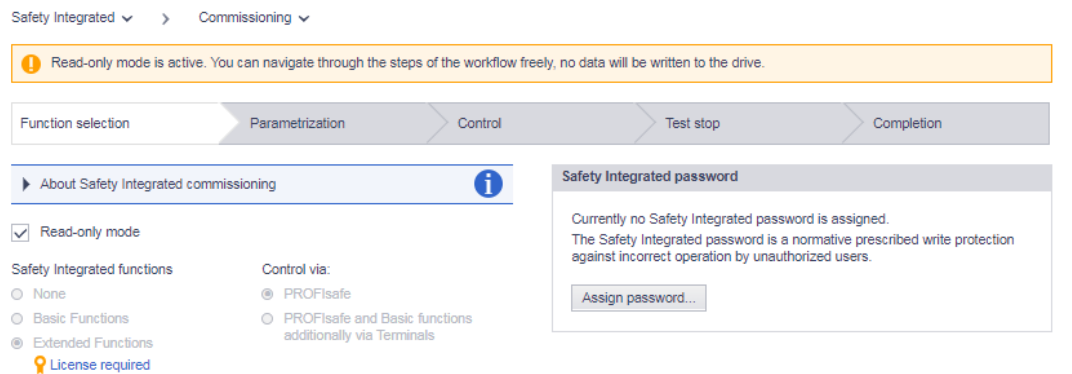 Safety Integrated > Commissioning
Read-only mode is active. You can navigate through the steps of the workflow freely, no data will be written to the drive.
Function selection
Parametrization
Control
Test stop
Completion
About Safety Integrated commissioning
Read-only mode
Safety Integrated functions
None
Basic Functions
Extended Functions
License required
Control via:
PROFIsafe
PROFIsafe and Basic functions
additionally via Terminals
Safety Integrated password
Currently no Safety Integrated password is assigned.
The Safety Integrated password is a normative prescribed write protection
against incorrect operation by unauthorized users.
Assign password...